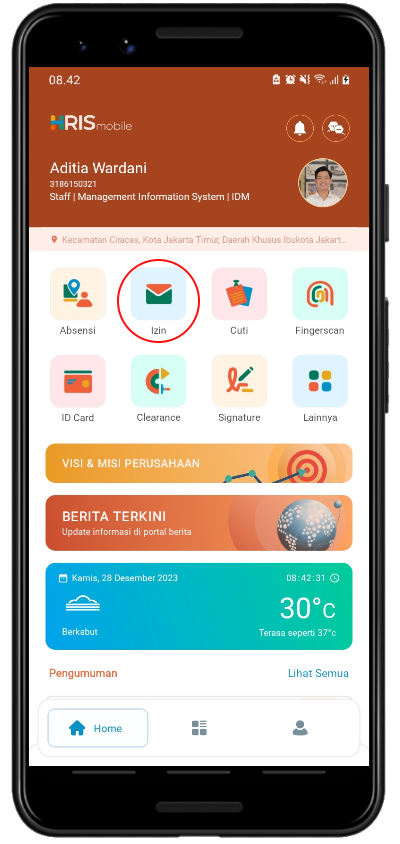 08.42
HRISmobile
Aditia Wardani
3186150321
Staff | Management Information System | IDM
Kecamatan Ciracas, Kota Jakarta Timur, Daerah Khusus Ibukota Jakart...
Absensi
Izin
Cuti
Fingerscan
ID Card
Clearance
Signature
Lainnya
VISI & MISI PERUSAHAAN
BERITA TERKINI
Update informasi di portal berita
Kamis, 28 Desember 2023
08:42:31
30°C
Berkabut
Terasa seperti 37°c
Pengumuman
Lihat Semua
Home